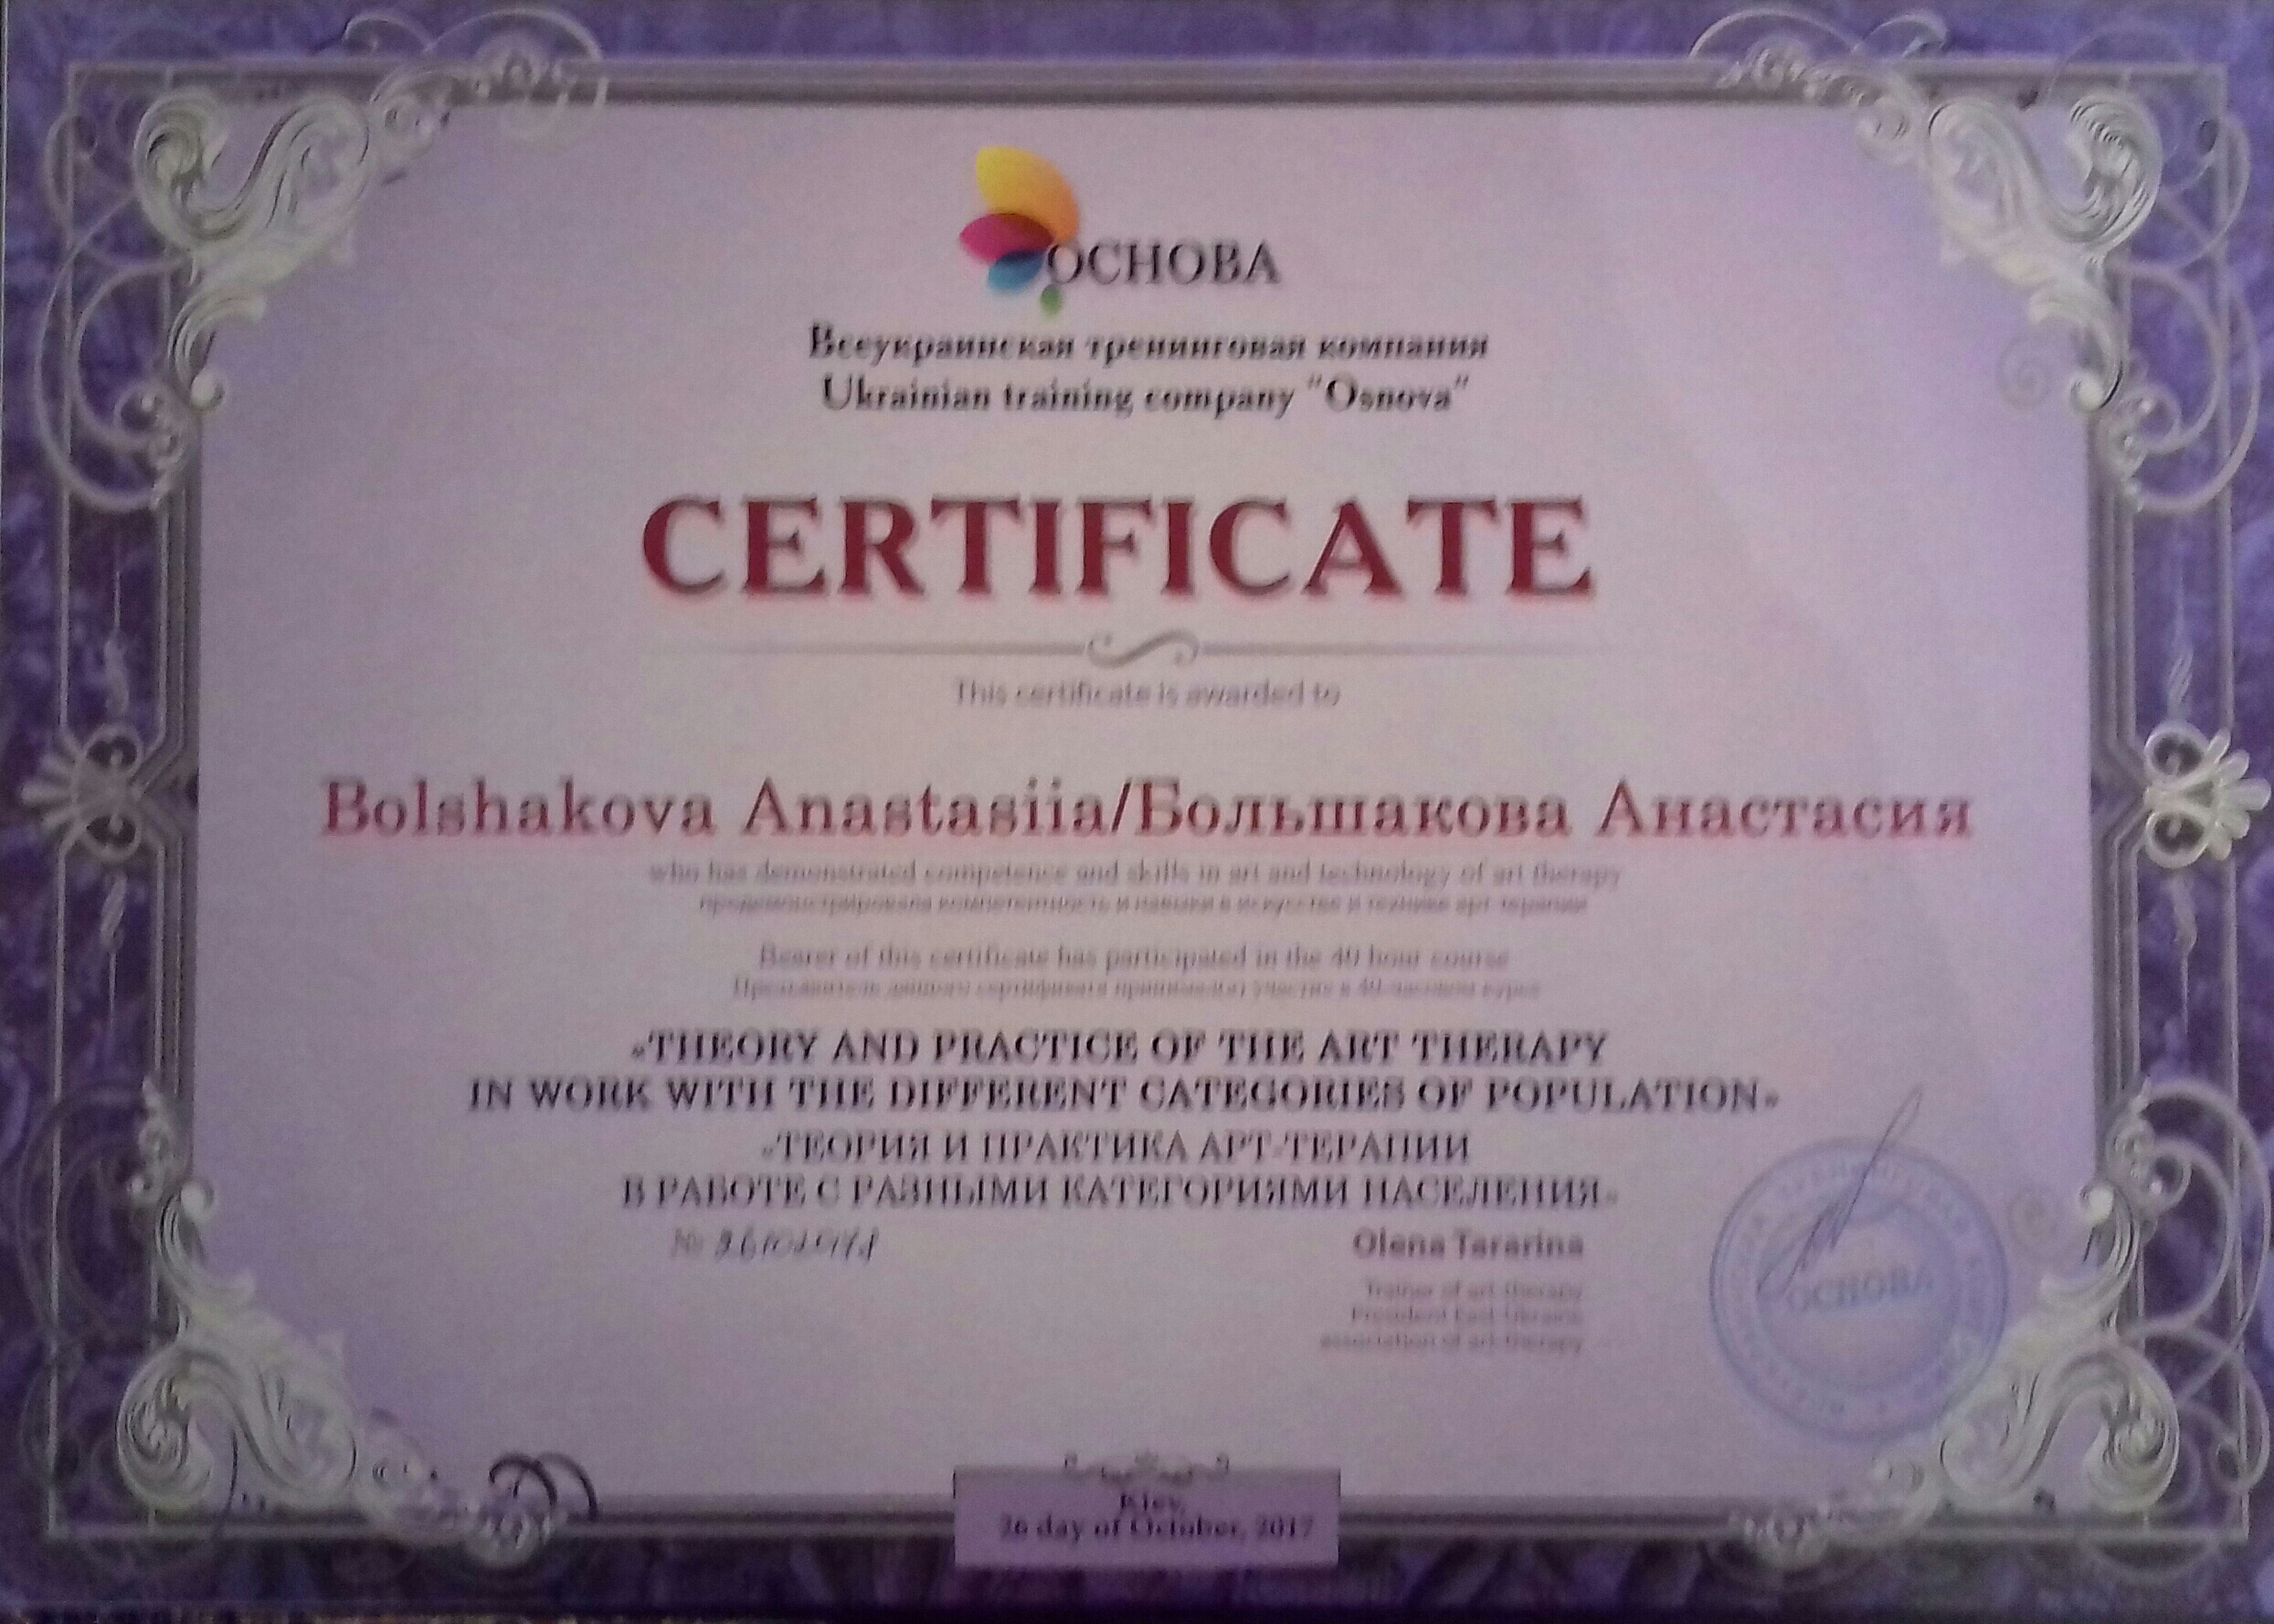 ОСНОВА
Всеукраинская тренинговая компания
Ukrainian training company "Osnova"
CERTIFICATE
This certificate is awarded to
Bolshakova Anastasiia/Большакова Анастасия
who has demonstrated competence and skills in art and technology of art therapy
продемонстрировала компетентность и навыки в искусстве и технике арт-терапии
Bearer of this certificate has participated in the 40 hour course
данного сертификата участие в 40-часовом курсе
«THEORY AND PRACTICE OF THE ART THERAPY
IN WORK WITH THE DIFFERENT CATEGORIES OF POPULATION»
«ТЕОРИЯ И ПРАКТИКА АРТ-ТЕРАПИИ
В РАБОТЕ С РАЗНЫМИ КАТЕГОРИЯМИ НАСЕЛЕНИЯ»
№
Olena Tararina
Trainer of art-therapy
President East-Ukraine
association of art-therapy
ОСНОВА
Kiev,
26 day of October, 2017